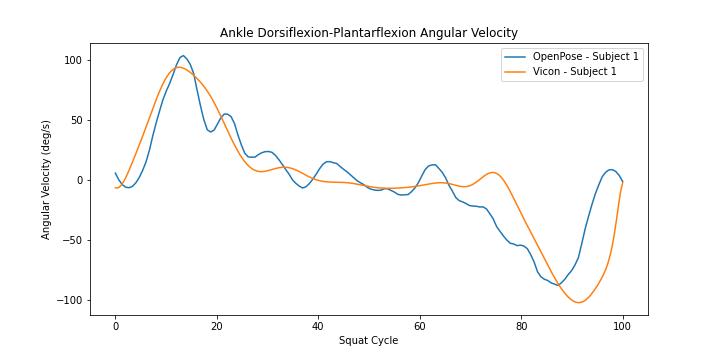 Ankle Dorsiflexion-Plantarflexion Angular Velocity
OpenPose - Subject 1
Vicon - Subject 1
Angular Velocity (deg/s)
100
50
0
−50
−100
0
20
40
60
80
100
Squat Cycle